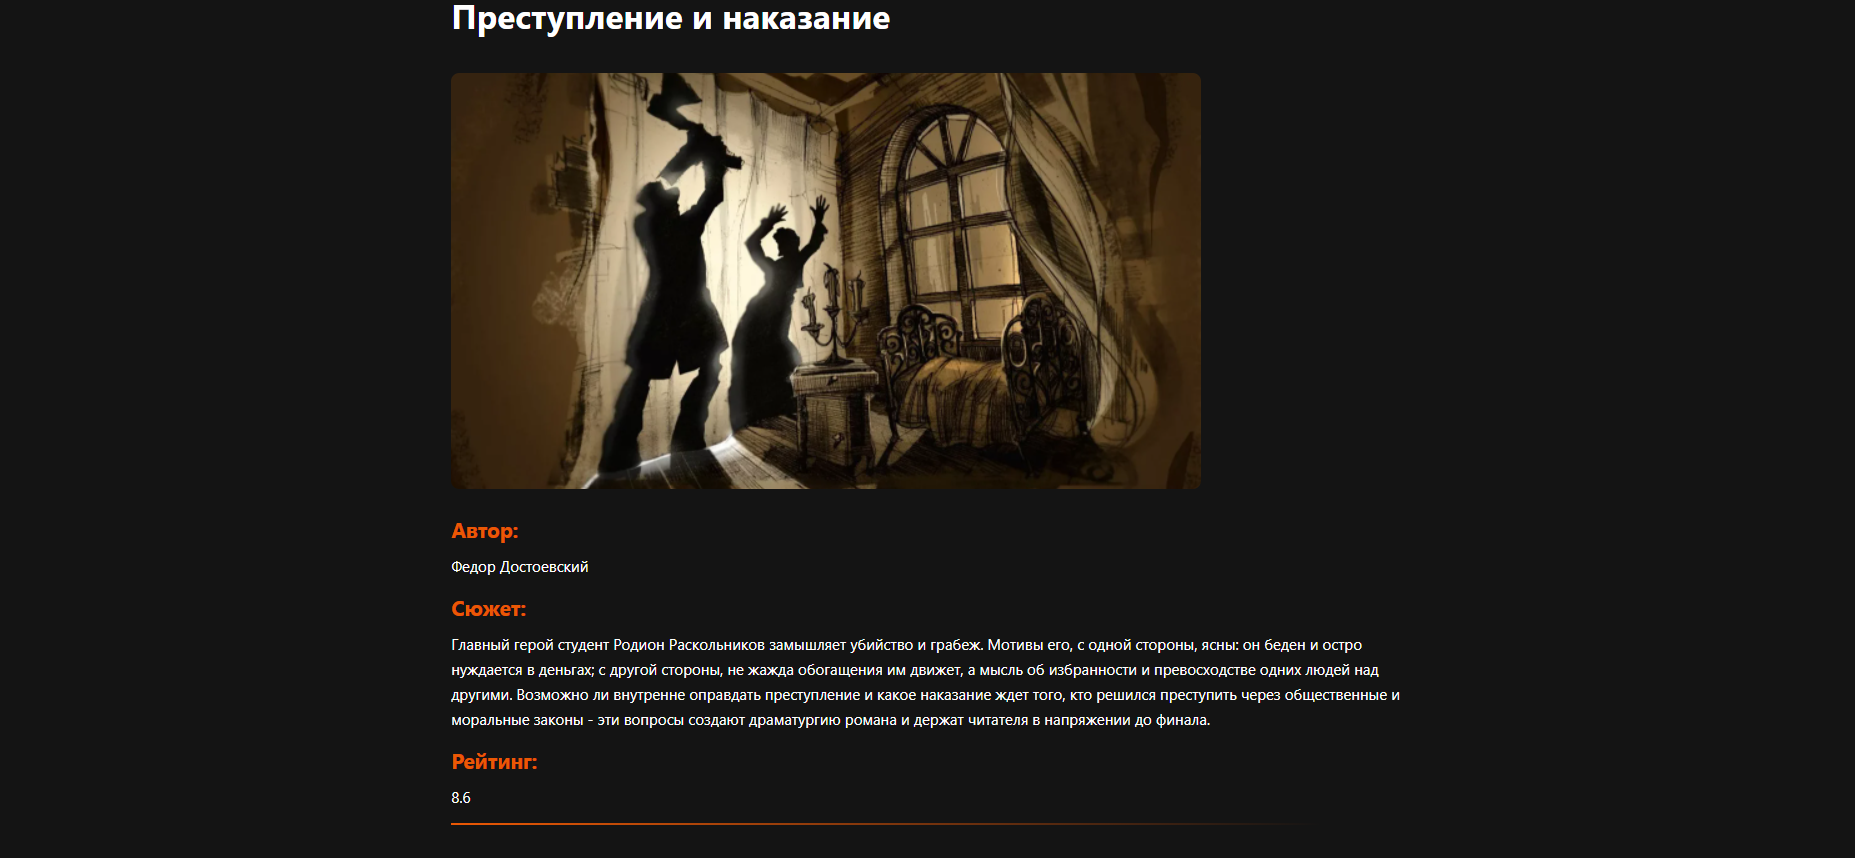 Преступление и наказание
Автор:
Федор Достоевский
Сюжет:
Главный герой студент Родион Раскольников замышляет убийство и грабеж. Мотивы его, с одной стороны, ясны: он беден и остро
нуждается в деньгах; с другой стороны, не жажда обогащения им движет, а мысль об избранности и превосходстве одних людей над
другими. Возможно ли внутренне оправдать преступление и какое наказание ждет того, кто решился преступить через общественные и
моральные законы - эти вопросы создают драматургию романа и держат читателя в напряжении до финала.
Рейтинг:
8.6